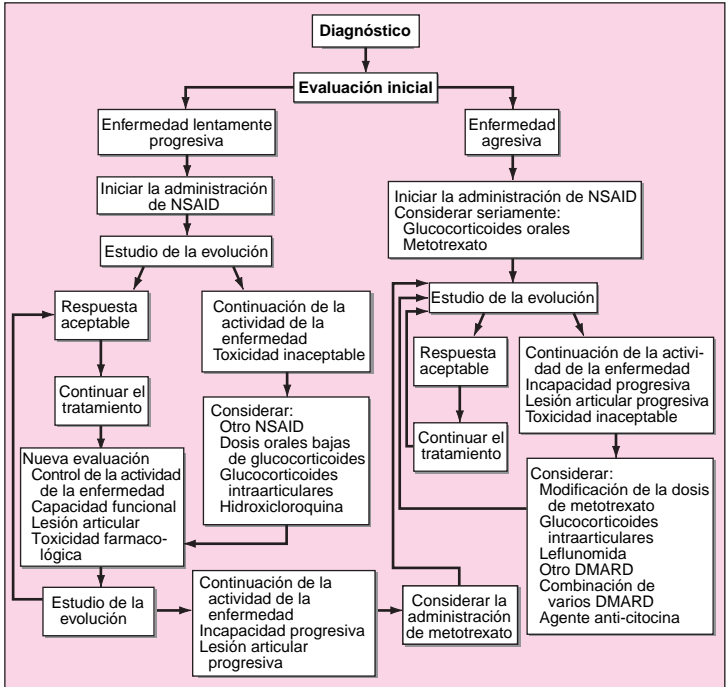 Diagnóstico
Evaluación inicial
Enfermedad lentamente
progresiva
Iniciar la administración
de NSAID
Estudio de la evolución
Respuesta
aceptable
Continuar el
tratamiento
Continuación de la
actividad de la
enfermedad
Toxicidad inaceptable
Considerar:
Otro NSAID
Dosis orales bajas
de glucocorticoides
Glucocorticoides
intraarticulares
Hidroxicloroquina
Nueva evaluación
Control de la actividad
de la enfermedad
Capacidad funcional
Lesión articular
Toxicidad farmaco-
lógica
Estudio de la
evolución
Continuación de la
actividad de la
enfermedad
Incapacidad progresiva
Lesión articular
progresiva
Considerar la
administración
de metotrexato
Enfermedad
agresiva
Iniciar la administración de NSAID
Considerar seriamente:
Glucocorticoides orales
Metotrexato
Estudio de la evolución
Respuesta
aceptable
Continuar el
tratamiento
Continuación de la activi-
dad de la enfermedad
Incapacidad progresiva
Lesión articular progresiva
Toxicidad inaceptable
Considerar:
Modificación de la dosis
de metotrexato
Glucocorticoides
intraarticulares
Leflunomida
Otro DMARD
Combinación de
varios DMARD
Agente anti-citocina